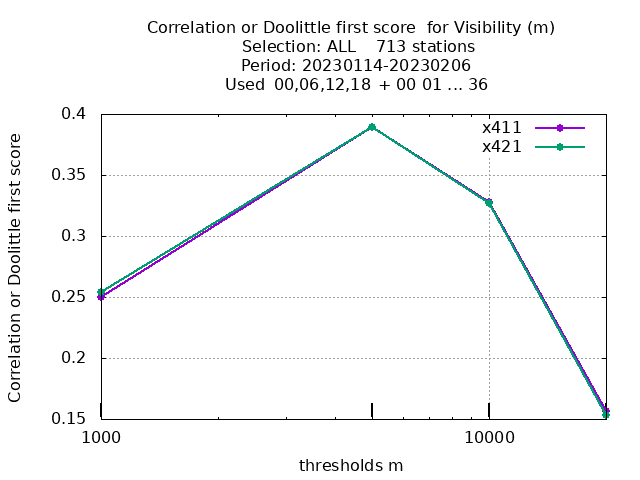 Correlation or Doolittle first score  for Visibility (m)
Selection: ALL    713 stations
Period: 20230114-20230206
Used  00,06,12,18  + 00 01 ... 36
0.4
0.35
0.3
0.25
0.2
0.15
Correlation or Doolittle first score
x411
x421
1000
10000
thresholds m